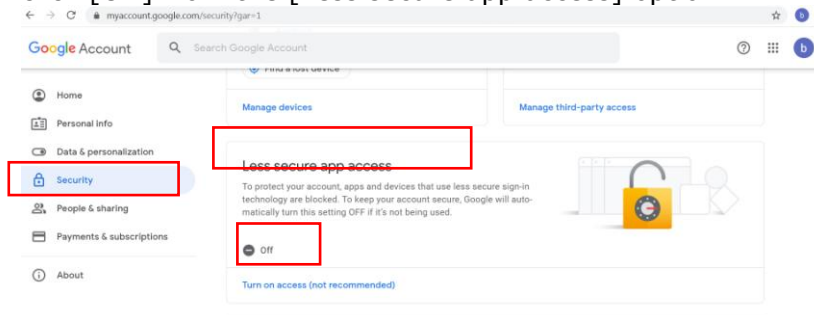 myaccount.google.com/security?gar=1
b
Google Account
Search Google Account
b
Find a lost device
Home
Manage devices
Manage third-party access
Personal info
Data & personalization
Less secure app access
Security
To protect your account, apps and devices that use less secure sign-in
technology are blocked. To keep your account secure, Google will auto-
matically turn this setting OFF if it's not being used.
People & sharing
Payments & subscriptions
Off
About
Turn on access (not recommended)